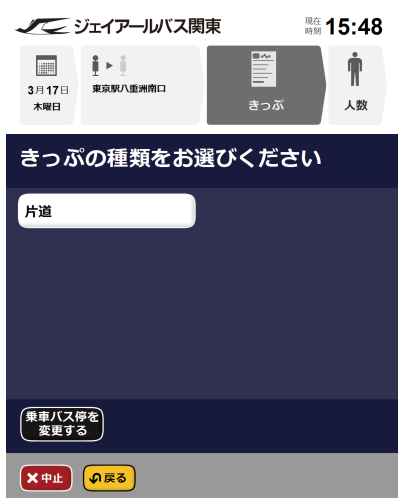 ジェイアールバス関東
現在時刻 15:48
3月17日
木曜日
東京駅八重洲南口
きっぷ
人数
きっぷの種類をお選びください
片道
乗車バス停を
変更する
中止
戻る